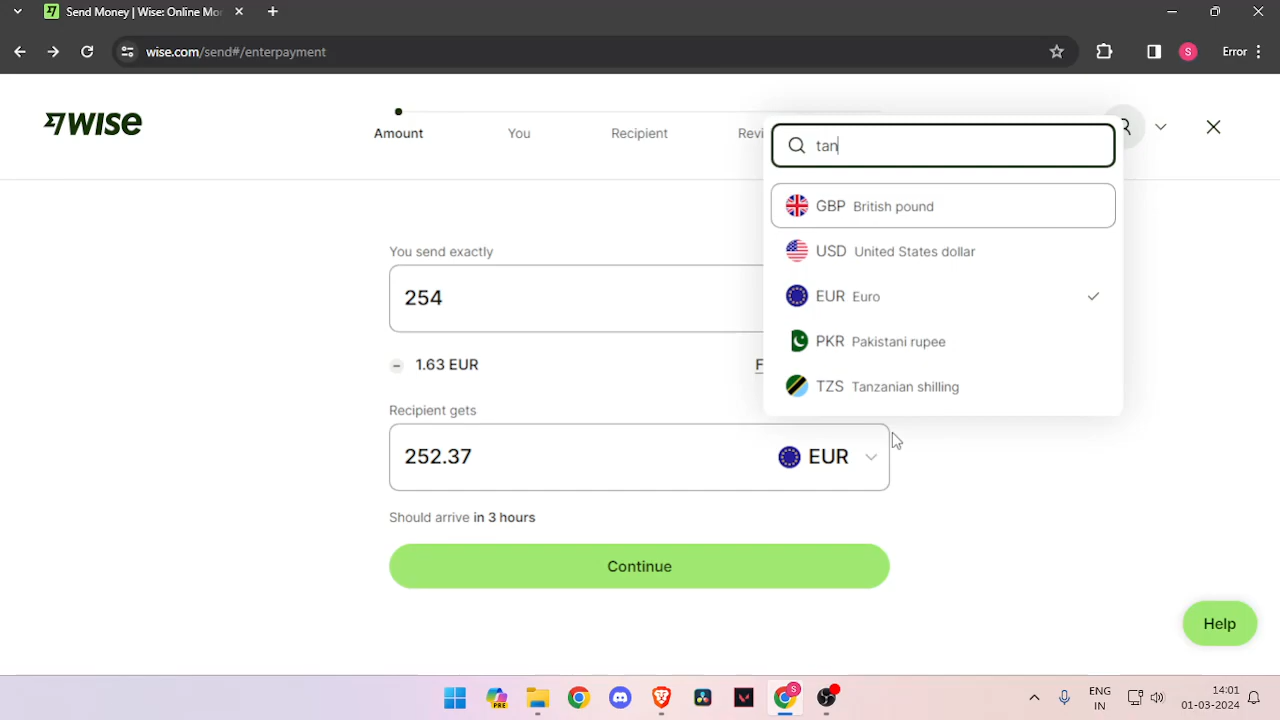 Send Money | Wise: Online Mor
wise.com/send#/enterpayment
Error
WISE
Amount
You
Recipient
Revi
tan
GBP British pound
USD United States dollar
EUR Euro
PKR Pakistani rupee
TZS Tanzanian shilling
You send exactly
254
1.63 EUR
F
Recipient gets
252.37
EUR
Should arrive in 3 hours
Continue
Help
PRE
S
ENG
IN
14:01
01-03-2024